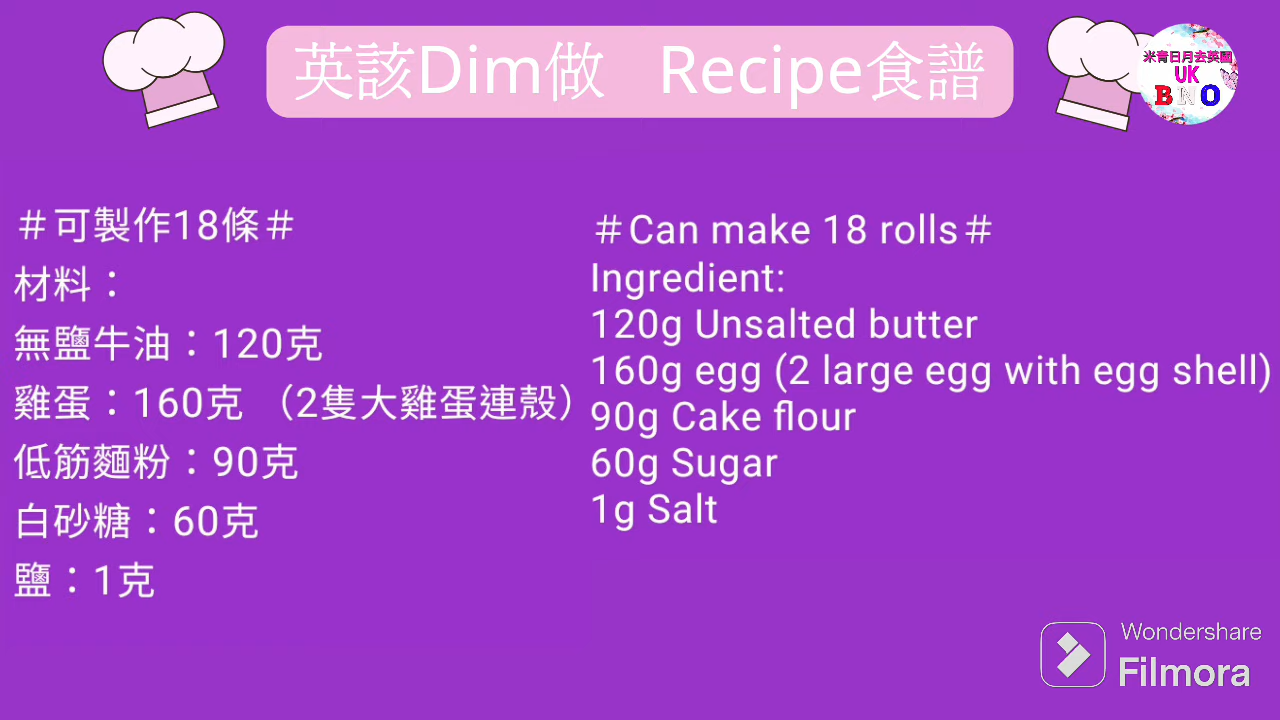 英該Dim做 Recipe食譜
米青日月去英國
UK
BNO
＃可製作18條＃
材料：
無鹽牛油：120克
雞蛋：160克 （2隻大雞蛋連殼）
低筋麵粉：90克
白砂糖：60克
鹽：1克
＃Can make 18 rolls＃
Ingredient:
120g Unsalted butter
160g egg (2 large egg with egg shell)
90g Cake flour
60g Sugar
1g Salt
Wondershare
Filmora